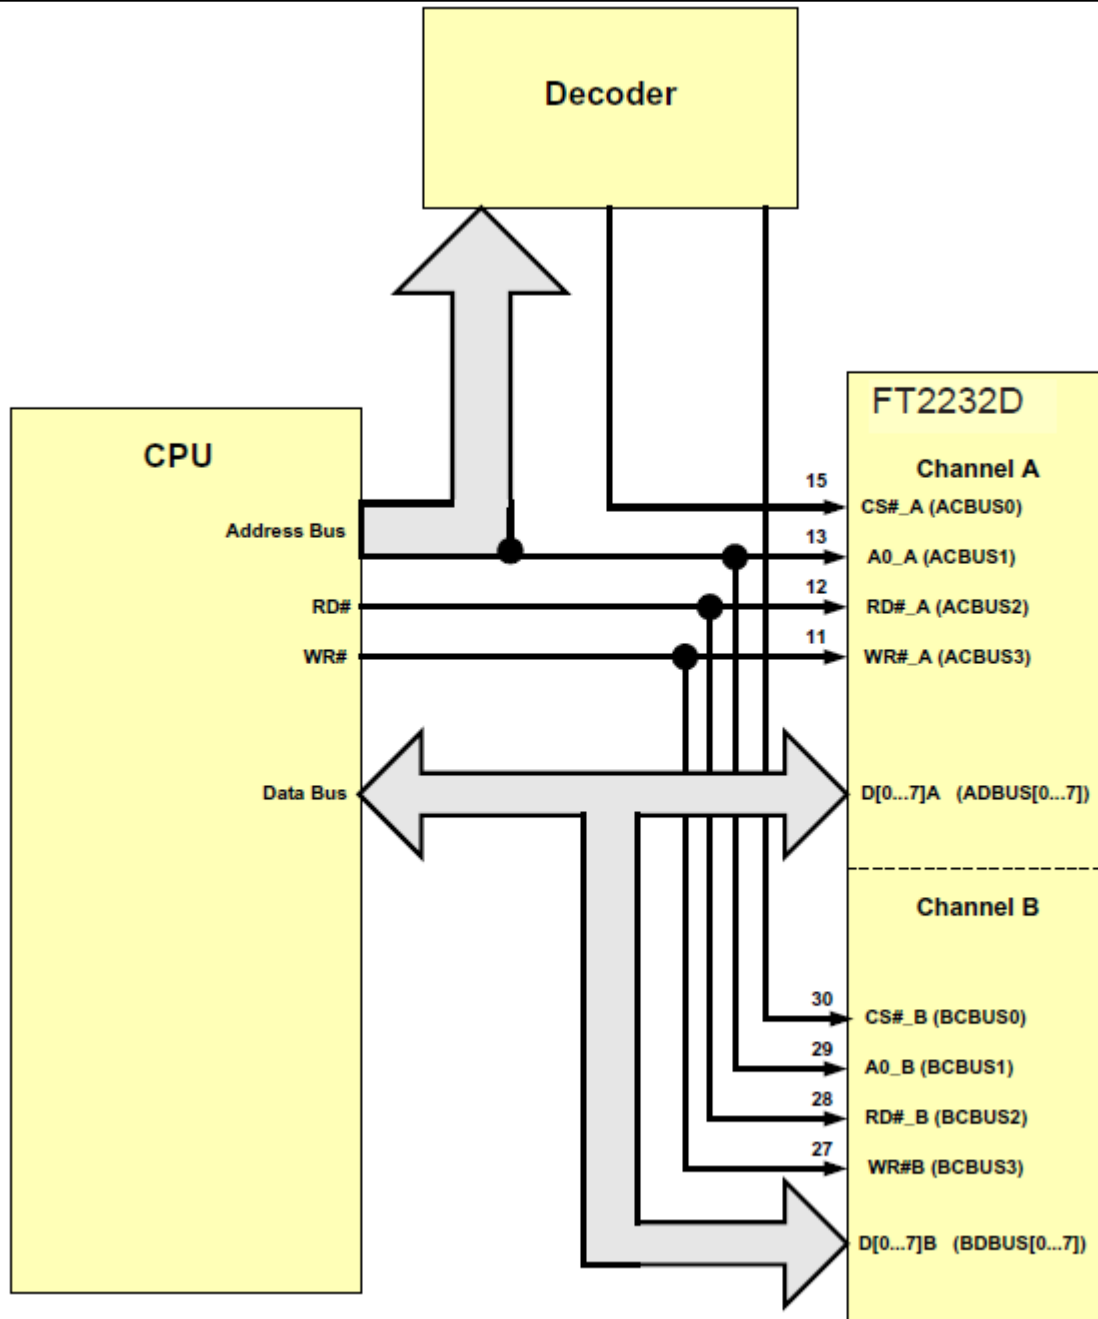 Decoder
FT2232D
CPU
Channel A
15
CS#_A (ACBUS0)
Address Bus
13
A0_A (ACBUS1)
12
RD#
RD#_A (ACBUS2)
11
WR#
WR#_A (ACBUS3)
Data Bus
D[0...7]A (ADBUS[0...7])
Channel B
30
CS#_B (BCBUS0)
29
A0_B (BCBUS1)
28
RD#_B (BCBUS2)
27
WR#B (BCBUS3)
D[0...7]B (BDBUS[0...7])